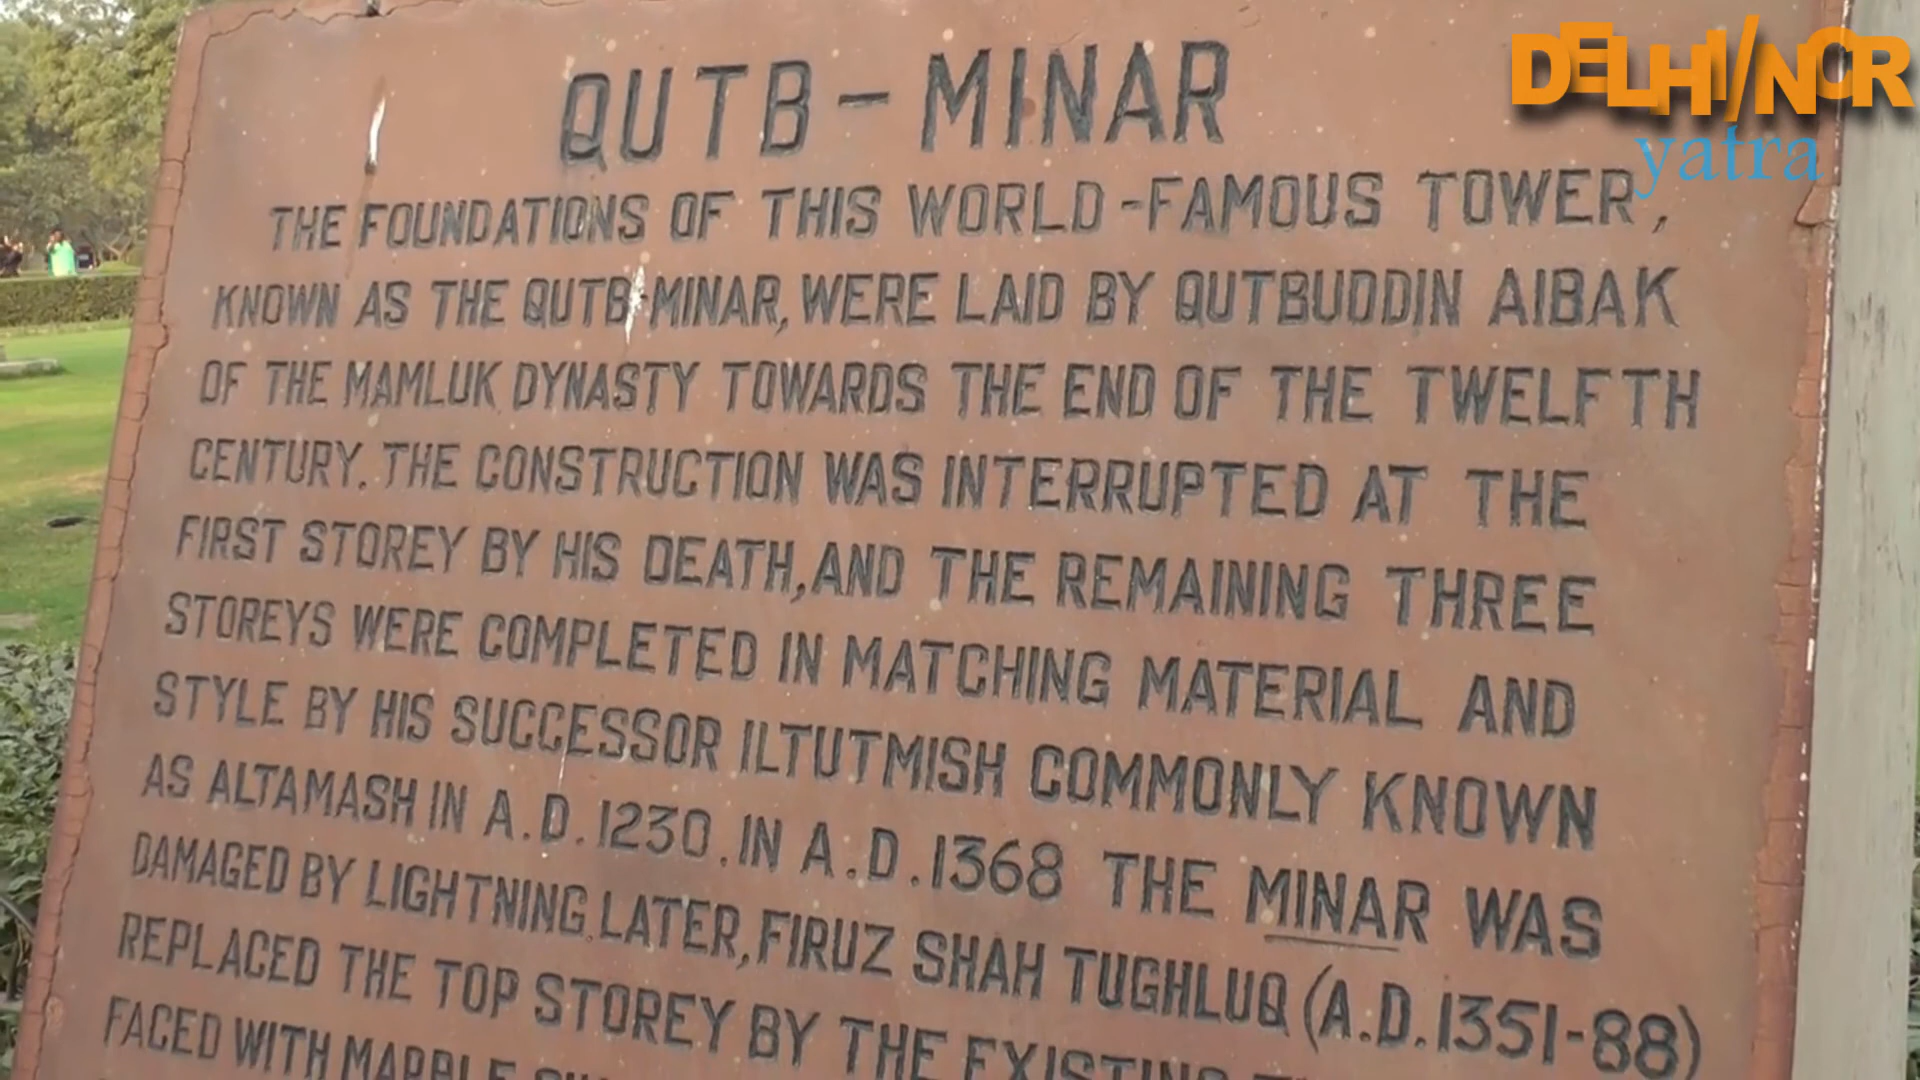 DELHI/NCR
yatra
QUTB-MINAR
THE FOUNDATIONS OF THIS WORLD-FAMOUS TOWER,
KNOWN AS THE QUTB-MINAR, WERE LAID BY QUTBUDDIN AIBAK
OF THE MAMLUK DYNASTY TOWARDS THE END OF THE TWELFTH
CENTURY. THE CONSTRUCTION WAS INTERRUPTED AT THE
FIRST STOREY BY HIS DEATH, AND THE REMAINING THREE
STOREYS WERE COMPLETED IN MATCHING MATERIAL AND
STYLE BY HIS SUCCESSOR ILTUTMISH COMMONLY KNOWN
AS ALTAMASH IN A.D. 1230. IN A.D. 1368 THE MINAR WAS
DAMAGED BY LIGHTNING. LATER, FIRUZ SHAH TUGHLUQ (A.D. 1351-88)
REPLACED THE TOP STOREY BY THE EXISTING
FACED WITH MARBLE